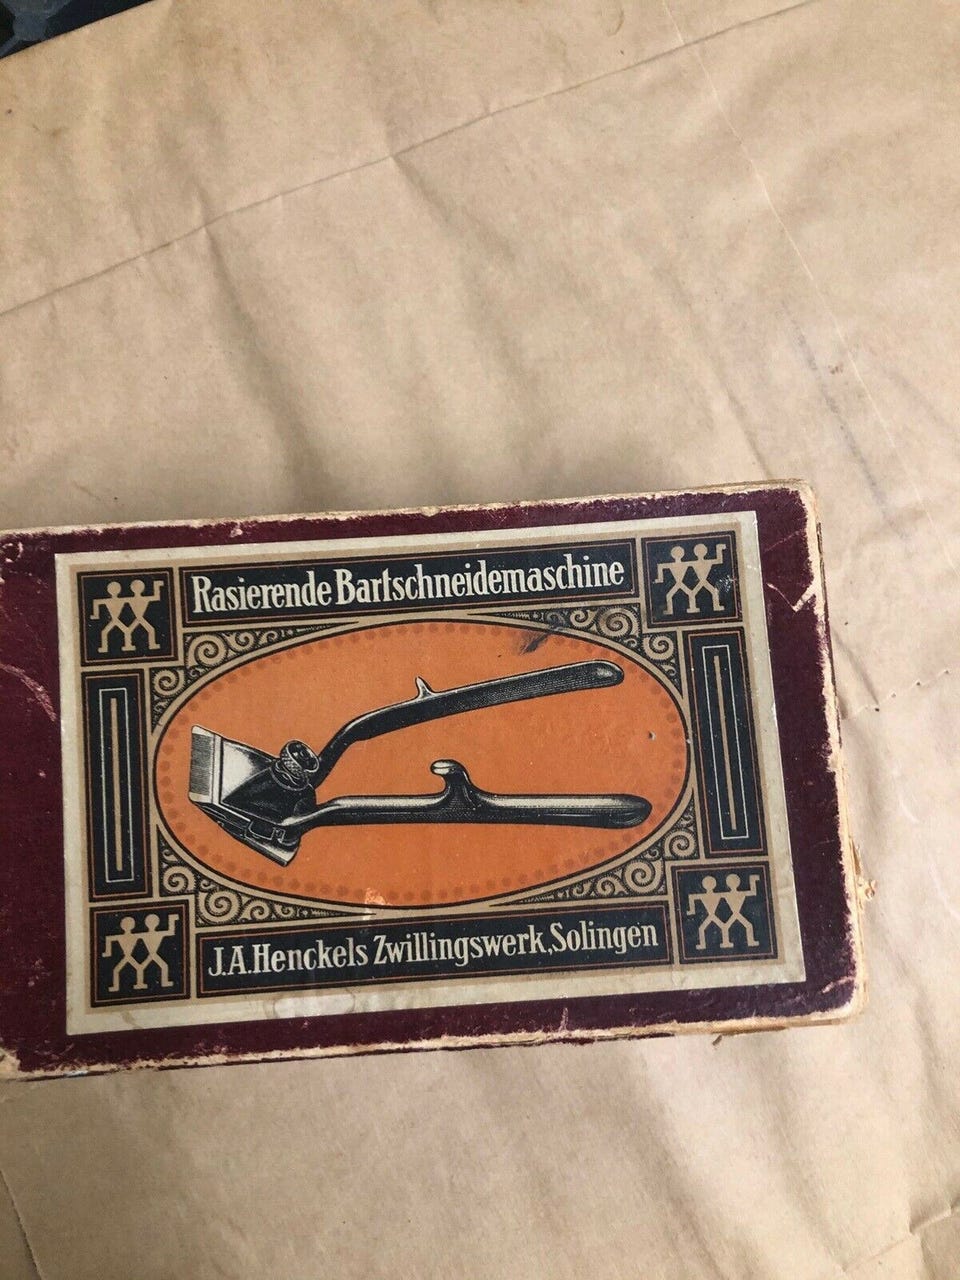 Rasierende Bartschneidemaschine
J.A.Henckels Zwillingswerk,Solingen